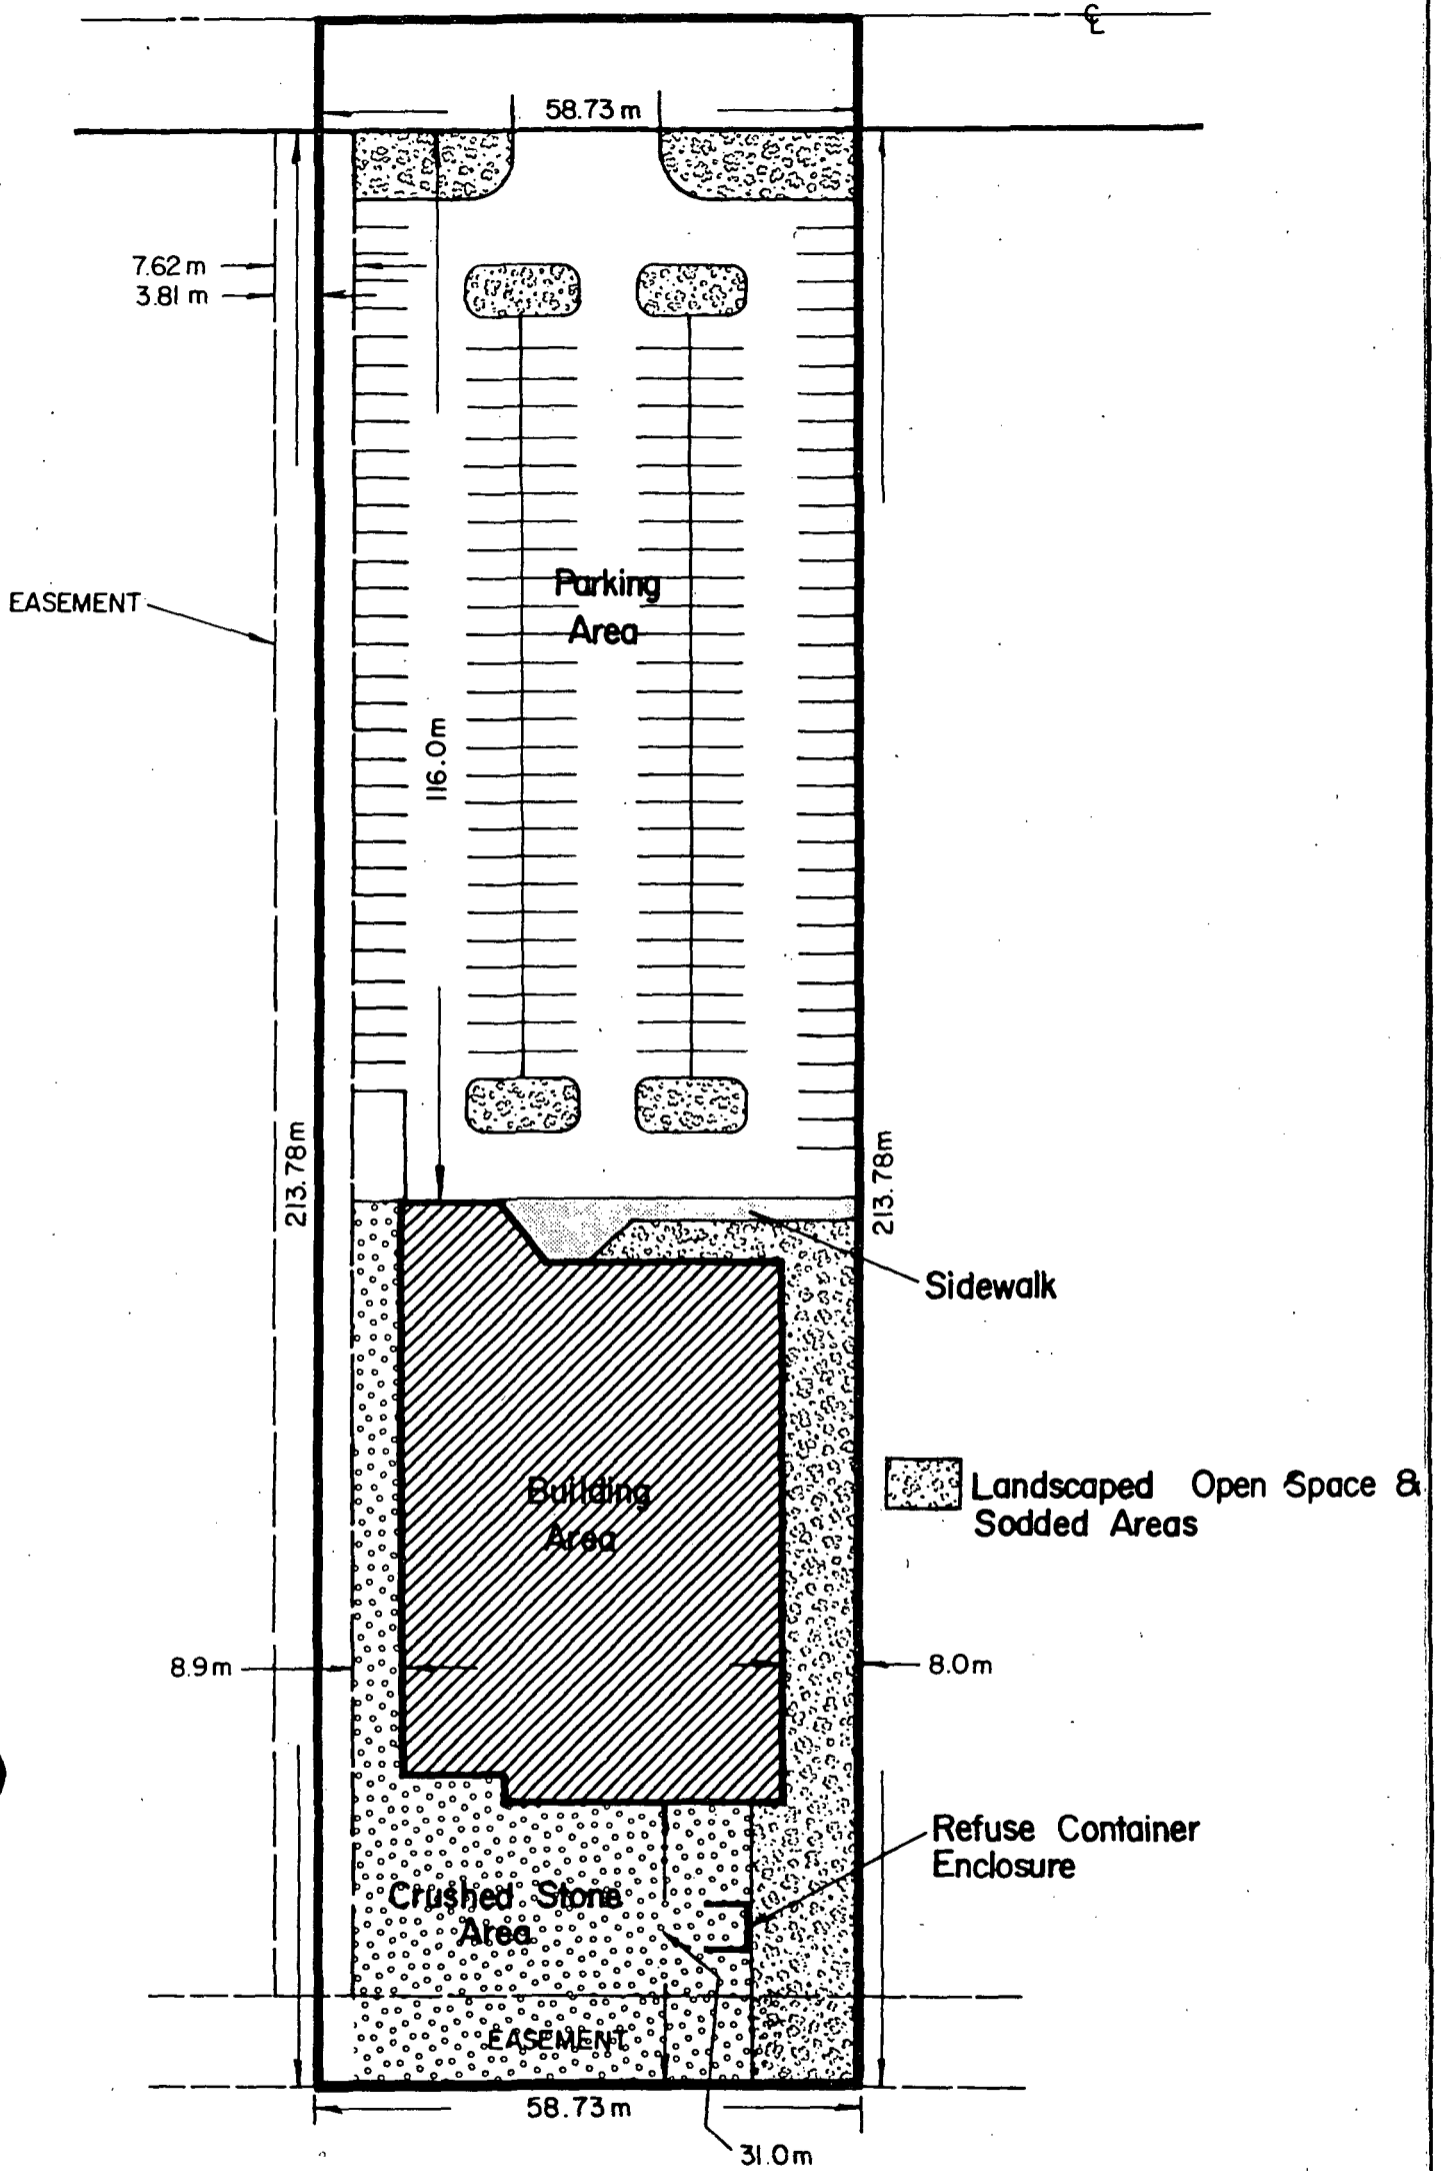 ℄
58.73 m
7.62 m
3.81 m
EASEMENT
Parking
Area
116.0m
213.78m
213.78m
Sidewalk
Building
Area
Landscaped Open Space &
Sodded Areas
8.9m
8.0m
Refuse Container
Enclosure
Crushed Stone
Area
EASEMENT
58.73m
31.0m